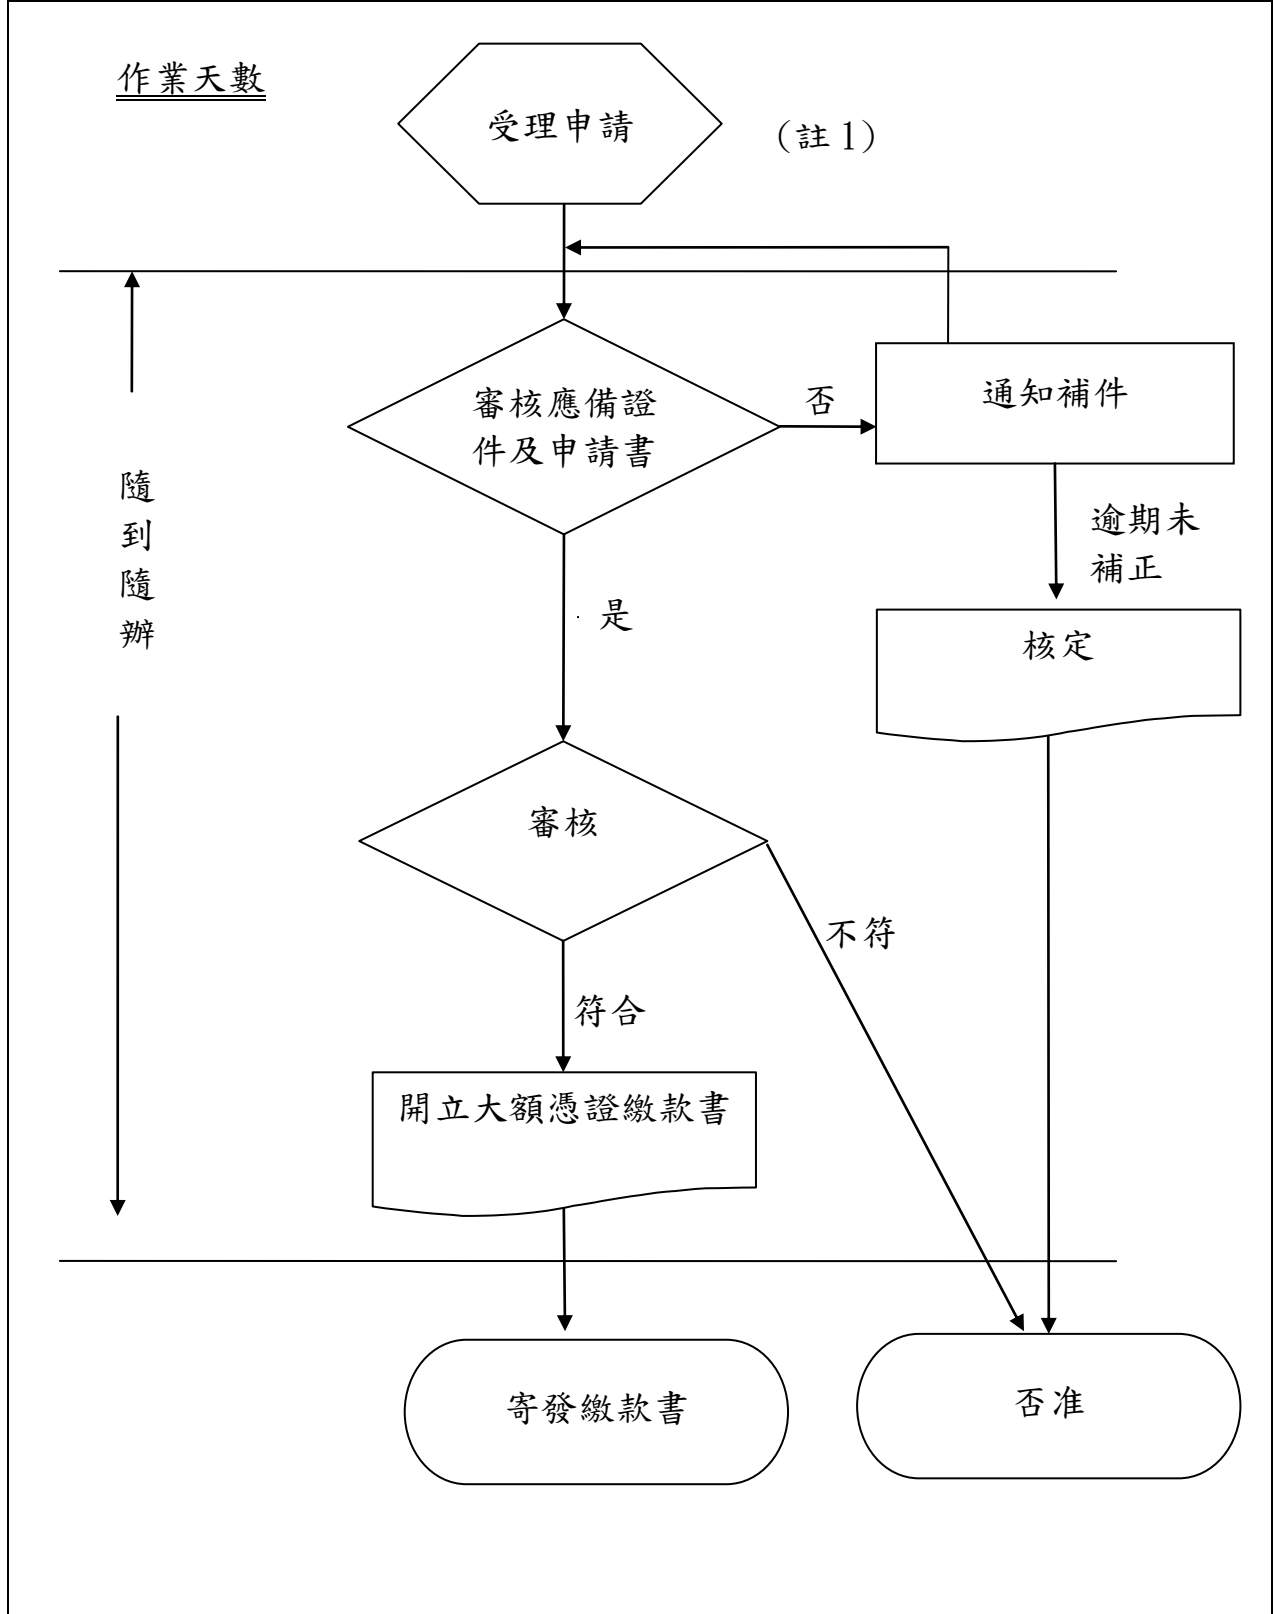 作業天數
受理申請
（註1）
審核應備證
件及申請書
否
通知補件
逾期未
補正
隨
到
隨
辦
是
核定
審核
不符
符合
開立大額憑證繳款書
寄發繳款書
否准